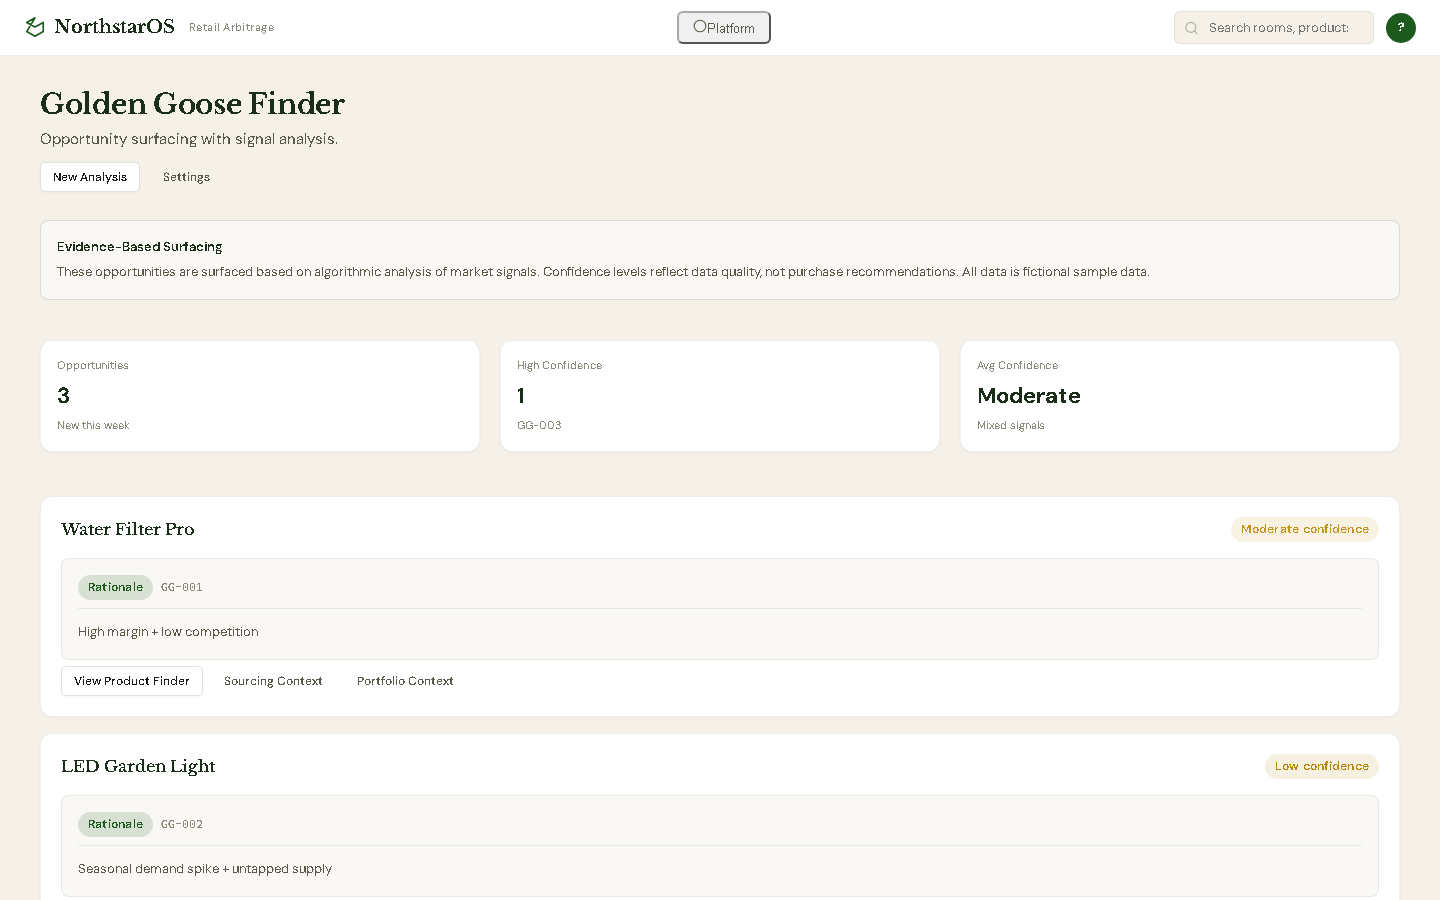 NorthstarOS
Retail Arbitrage
Platform
Search rooms, product:
?
Golden Goose Finder
Opportunity surfacing with signal analysis.
New Analysis
Settings
Evidence-Based Surfacing
These opportunities are surfaced based on algorithmic analysis of market signals. Confidence levels reflect data quality, not purchase recommendations. All data is fictional sample data.
Opportunities
3
New this week
High Confidence
1
GG-003
Avg Confidence
Moderate
Mixed signals
Water Filter Pro
Moderate confidence
Rationale
GG-001
High margin + low competition
View Product Finder
Sourcing Context
Portfolio Context
LED Garden Light
Low confidence
Rationale
GG-002
Seasonal demand spike + untapped supply